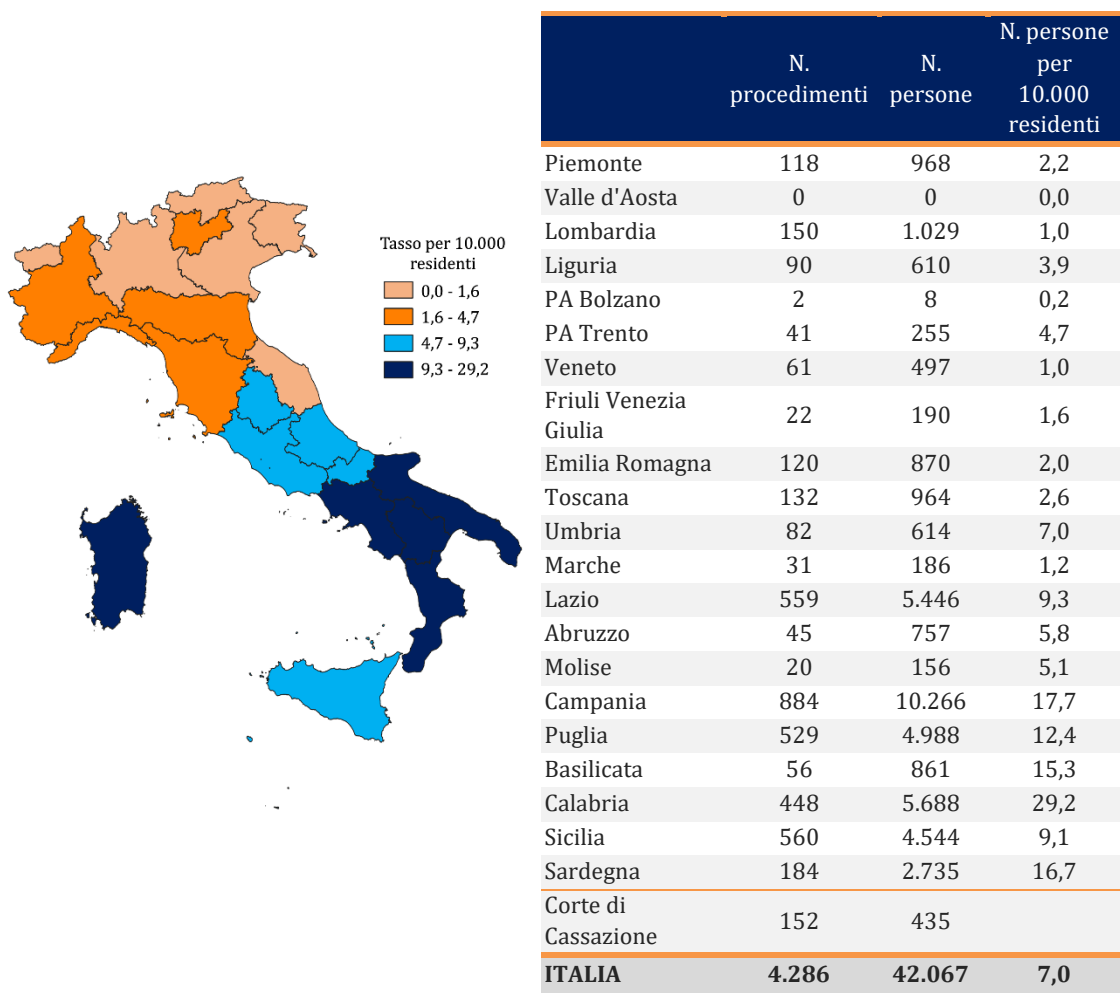 Tasso per 10.000
residenti
0,0 - 1,6
1,6 - 4,7
4,7 - 9,3
9,3 - 29,2
N. procedimenti N. persone N. persone per 10.000 residenti
Piemonte 118 968 2,2
Valle d'Aosta 0 0 0,0
Lombardia 150 1.029 1,0
Liguria 90 610 3,9
PA Bolzano 2 8 0,2
PA Trento 41 255 4,7
Veneto 61 497 1,0
Friuli Venezia Giulia 22 190 1,6
Emilia Romagna 120 870 2,0
Toscana 132 964 2,6
Umbria 82 614 7,0
Marche 31 186 1,2
Lazio 559 5.446 9,3
Abruzzo 45 757 5,8
Molise 20 156 5,1
Campania 884 10.266 17,7
Puglia 529 4.988 12,4
Basilicata 56 861 15,3
Calabria 448 5.688 29,2
Sicilia 560 4.544 9,1
Sardegna 184 2.735 16,7
Corte di Cassazione 152 435
ITALIA 4.286 42.067 7,0